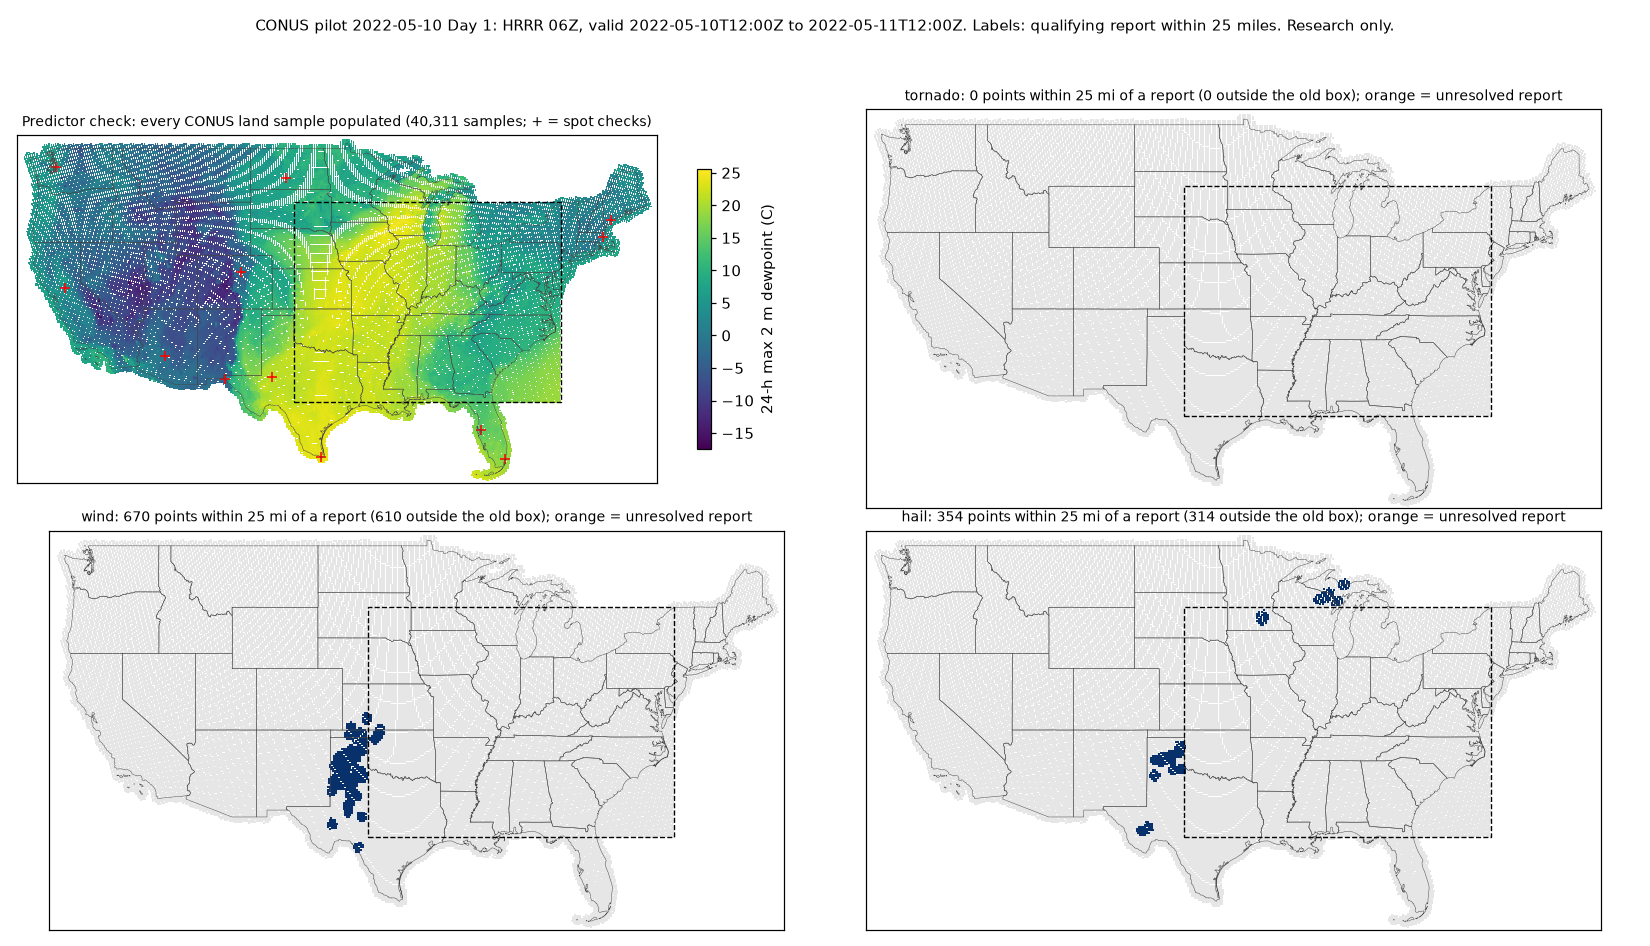 CONUS pilot 2022-05-10 Day 1: HRRR 06Z, valid 2022-05-10T12:00Z to 2022-05-11T12:00Z. Labels: qualifying report within 25 miles. Research only.
Predictor check: every CONUS land sample populated (40,311 samples; + = spot checks)
25
20
15
10
5
0
−5
−10
−15
24-h max 2 m dewpoint (C)
tornado: 0 points within 25 mi of a report (0 outside the old box); orange = unresolved report
wind: 670 points within 25 mi of a report (610 outside the old box); orange = unresolved report
hail: 354 points within 25 mi of a report (314 outside the old box); orange = unresolved report